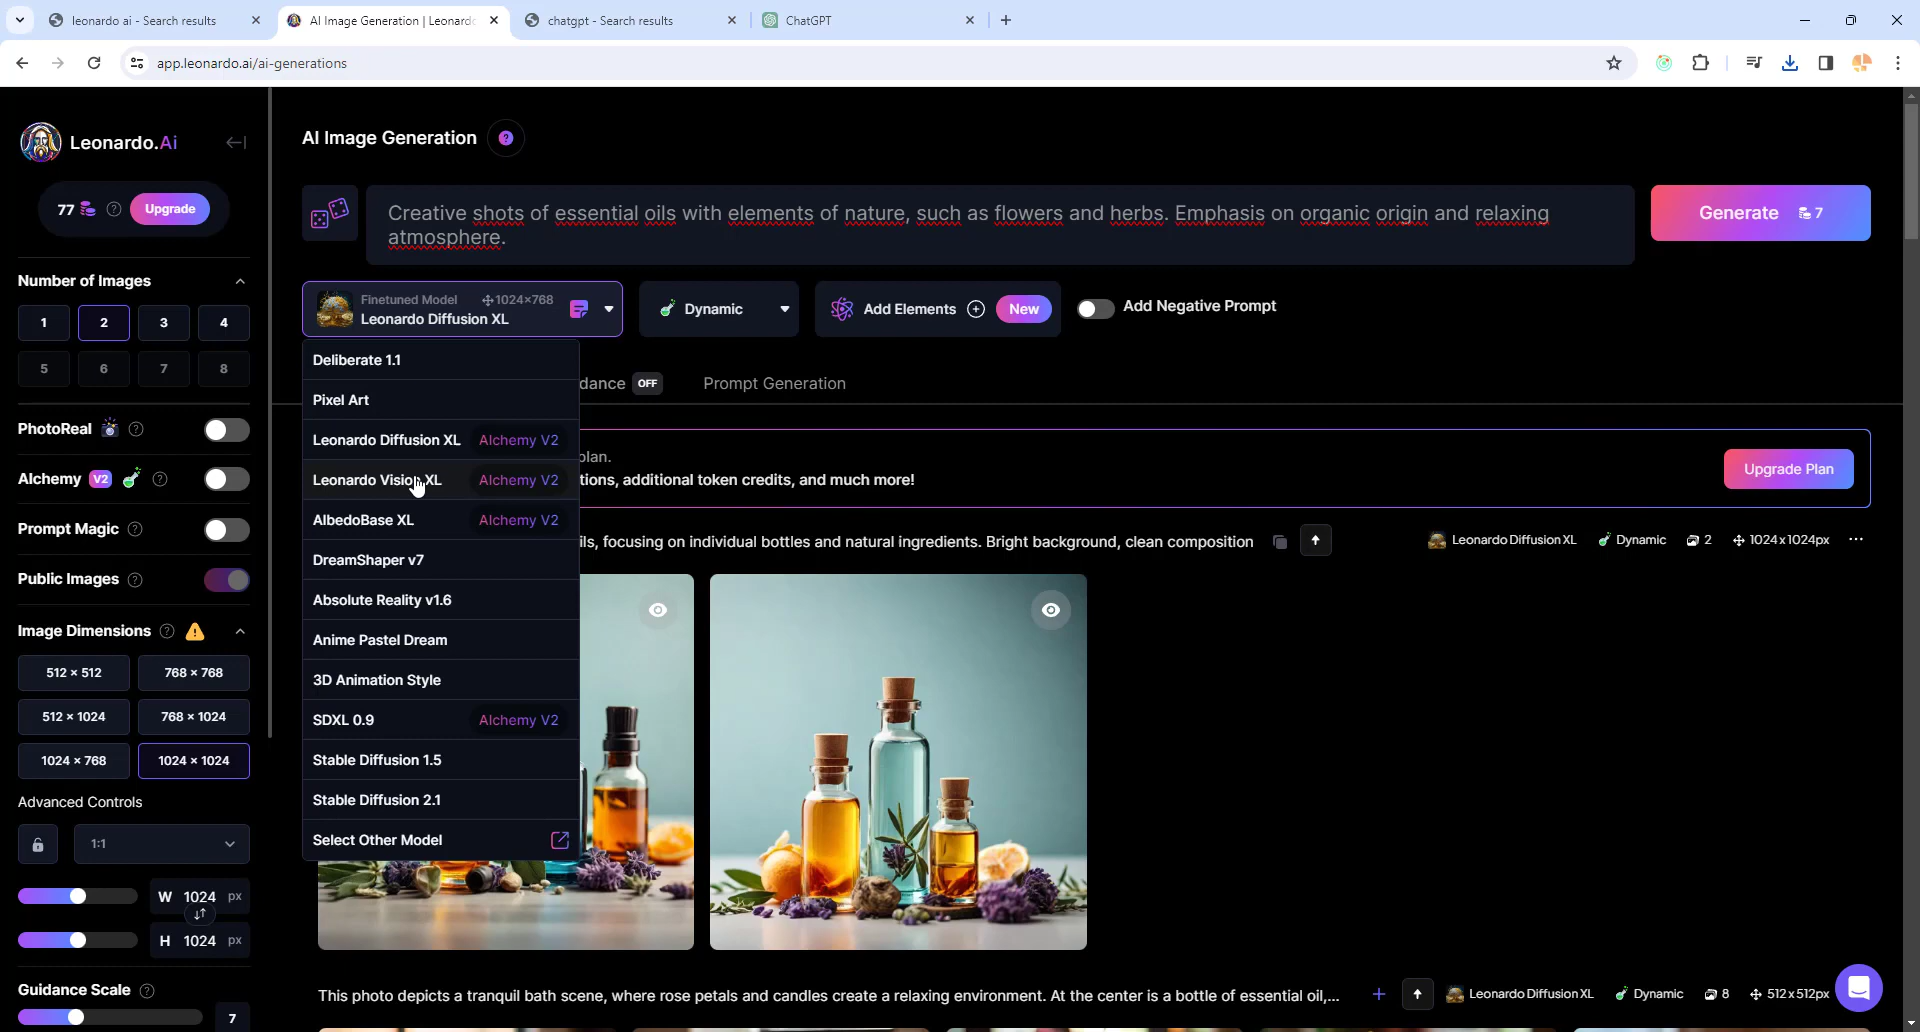 leonardo ai - Search results
AI Image Generation | Leonardo
chatgpt - Search results
ChatGPT
app.leonardo.ai/ai-generations
Leonardo.Ai
77
Upgrade
Number of Images
1 2 3 4
5 6 7 8
PhotoReal
Alchemy V2
Prompt Magic
Public Images
Image Dimensions
512 × 512 768 × 768
512 × 1024 768 × 1024
1024 × 768 1024 × 1024
Advanced Controls
1:1
W 1024 px
H 1024 px
Guidance Scale
7
AI Image Generation
Creative shots of essential oils with elements of nature, such as flowers and herbs. Emphasis on organic origin and relaxing
atmosphere.
Generate 7
Finetuned Model 1024×768
Leonardo Diffusion XL
Dynamic
Add Elements New
Add Negative Prompt
Deliberate 1.1
Pixel Art
Leonardo Diffusion XL Alchemy V2
Leonardo Vision XL Alchemy V2
AlbedoBase XL Alchemy V2
DreamShaper v7
Absolute Reality v1.6
Anime Pastel Dream
3D Animation Style
SDXL 0.9 Alchemy V2
Stable Diffusion 1.5
Stable Diffusion 2.1
Select Other Model
dance OFF
Prompt Generation
plan.
tions, additional token credits, and much more!
Upgrade Plan
ils, focusing on individual bottles and natural ingredients. Bright background, clean composition
Leonardo Diffusion XL Dynamic 2 1024x1024px
This photo depicts a tranquil bath scene, where rose petals and candles create a relaxing environment. At the center is a bottle of essential oil,...
Leonardo Diffusion XL Dynamic 8 512x512px